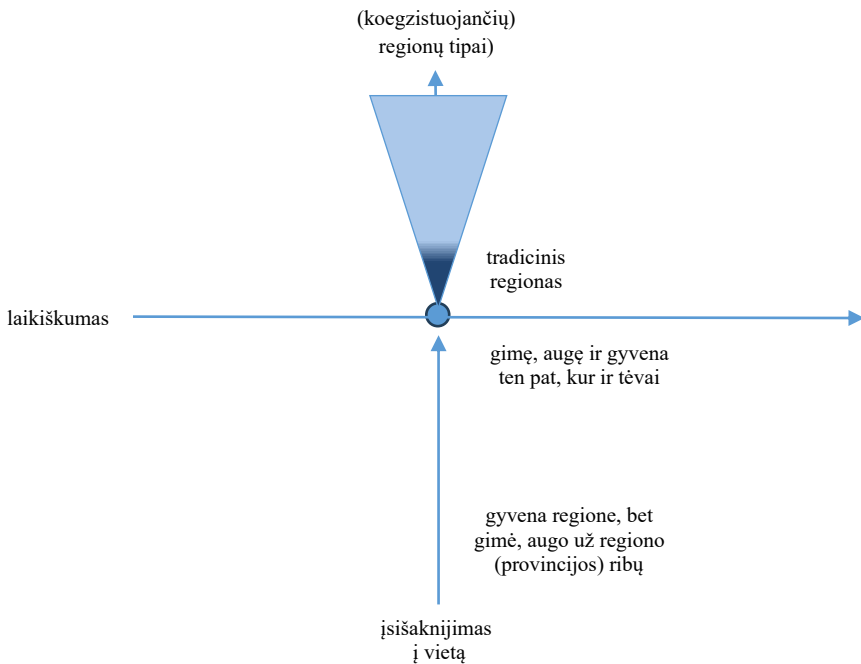 (koegzistuojančių)
regionų tipai)
tradicinis
regionas
laikiškumas
gimę, augę ir gyvena
ten pat, kur ir tėvai
gyvena regione, bet
gimė, augo už regiono
(provincijos) ribų
įsišaknijimas
į vietą